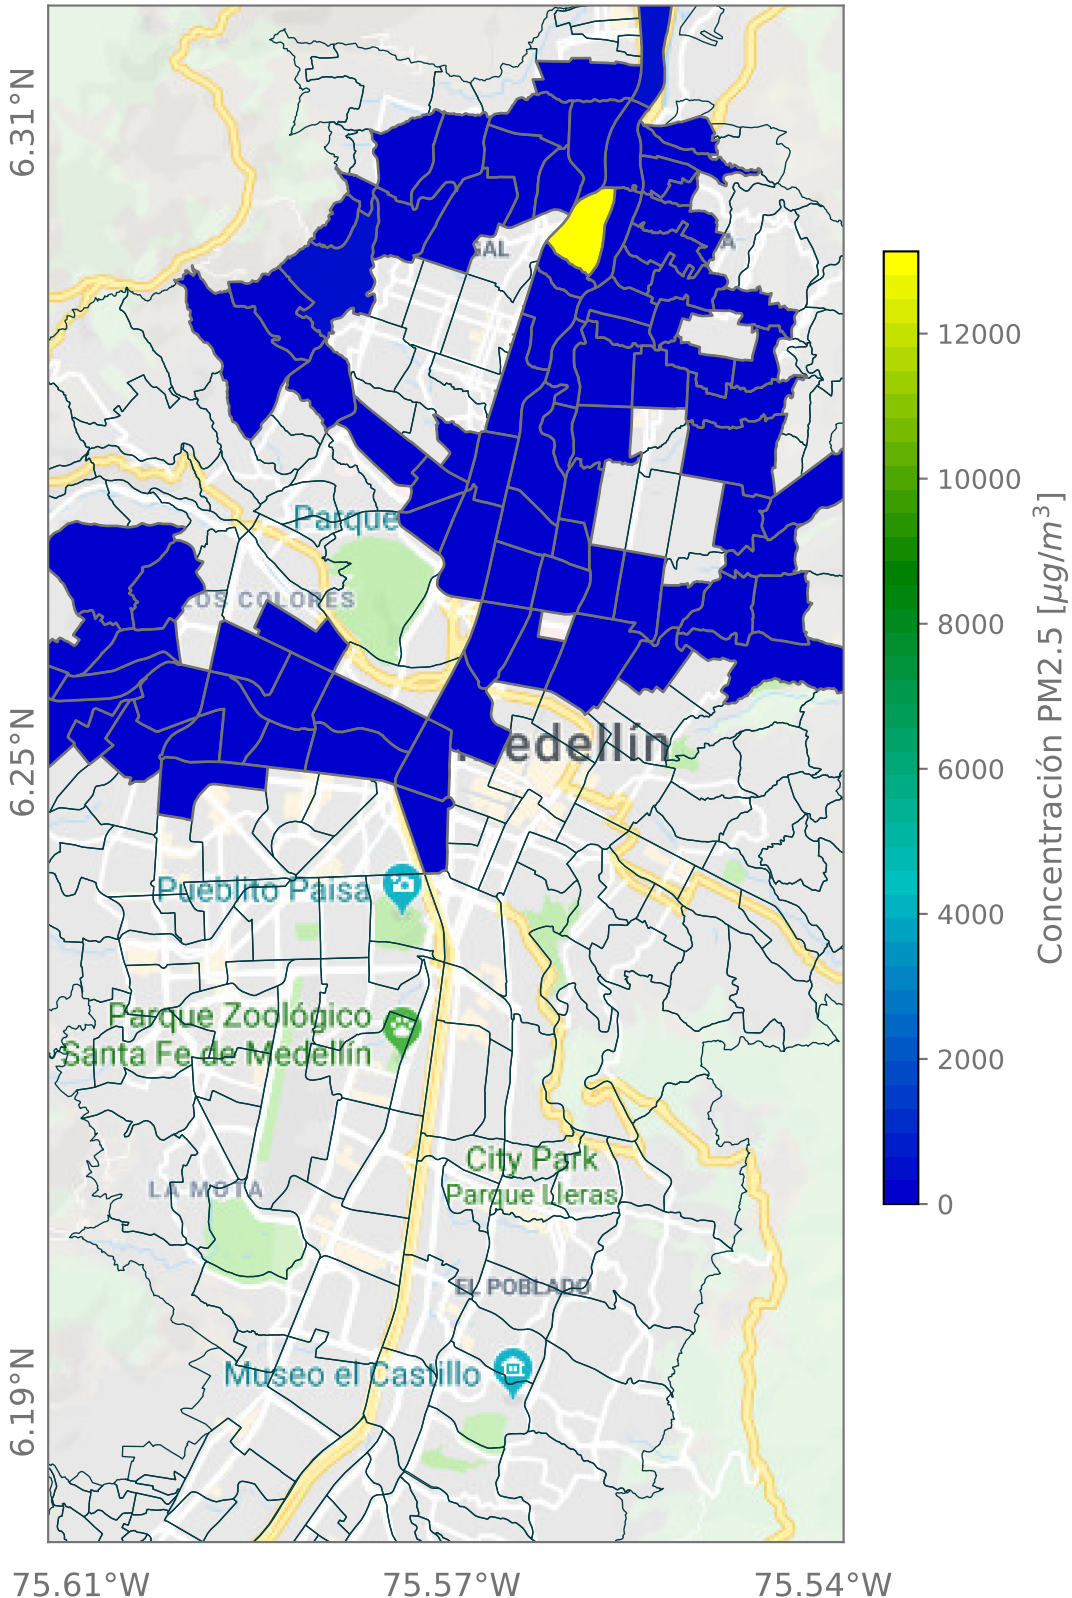 6.31°N
6.25°N
6.19°N
75.61°W
75.57°W
75.54°W
Parque
LOS COLORES
edellín
Pueblito Paisa
Parque Zoológico
Santa Fe de Medellín
LA MOTA
City Park
Parque Lleras
EL POBLADO
Museo el Castillo
12000
10000
8000
6000
4000
2000
0
Concentración PM2.5 [μg/m³]